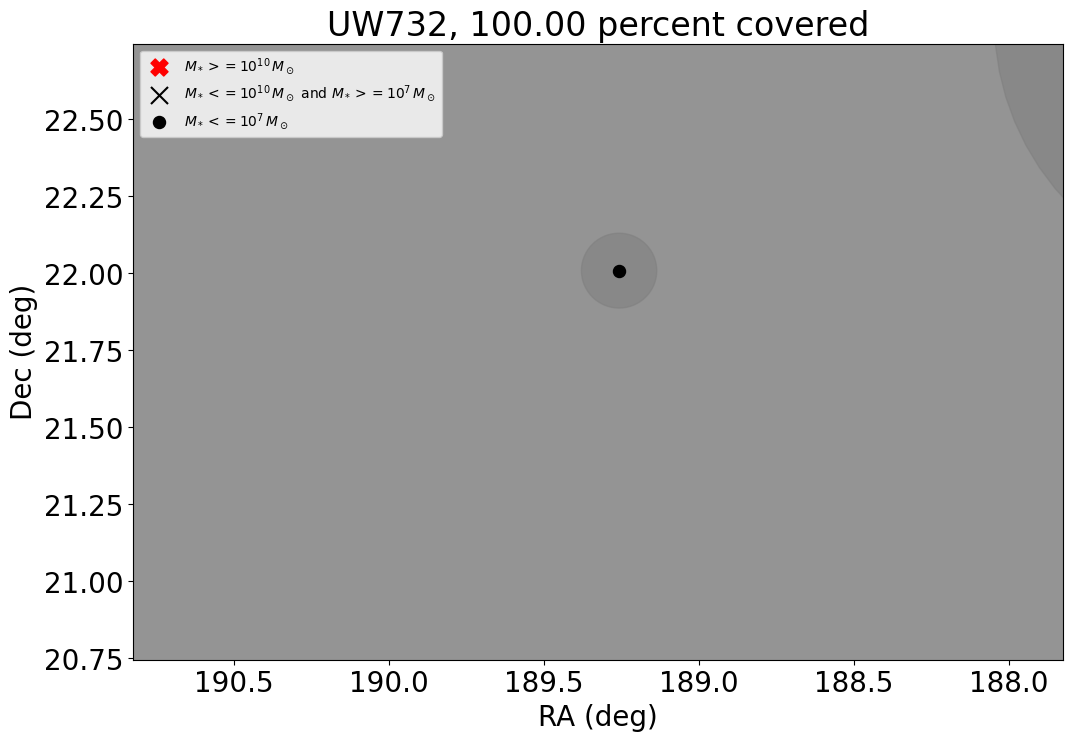 UW732, 100.00 percent covered
M* >= 10^10 M⊙
M* <= 10^10 M⊙ and M* >= 10^7 M⊙
M* <= 10^7 M⊙
22.50
22.25
22.00
21.75
21.50
21.25
21.00
20.75
Dec (deg)
190.5 190.0 189.5 189.0 188.5 188.0
RA (deg)